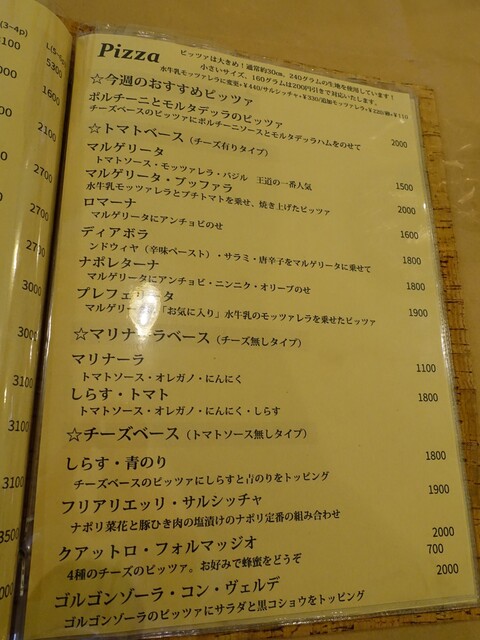 (3~4p)
L(5~6
5300
1600
2100
2700
2700
3000
3100
3100
3100
3500
Pizza
ピッツァは大きめ！通常約30cm、240グラムの生地を使用しています！
小さいサイズ、160グラムは200円引きで対応いたします。
水牛乳モッツァレラに変更+¥440/サルシッチャ+¥330/追加モッツァレラ+¥220/卵+¥110
☆今週のおすすめピッツァ
ポルチーニとモルタデッラのピッツァ 2000
チーズベースのピッツァにポルチーニソースとモルタデッラハムをのせて
☆トマトベース（チーズ有りタイプ）
マルゲリータ 1500
トマトソース・モッツァレラ・バジル 王道の一番人気
マルゲリータ・ブッファラ 2000
水牛乳モッツァレラとプチトマトを乗せ、焼き上げたピッツァ
ロマーナ 1600
マルゲリータにアンチョビのせ
ディアボラ 1800
ンドウィヤ（辛味ペースト）・サラミ・唐辛子をマルゲリータに乗せて
ナポレターナ 1800
マルゲリータにアンチョビ・ニンニク・オリーブのせ
プレフェリータ 1900
マルゲリータ「お気に入り」水牛乳のモッツァレラを乗せたピッツァ
☆マリナーラベース（チーズ無しタイプ）
マリナーラ 1100
トマトソース・オレガノ・にんにく
しらす・トマト 1800
トマトソース・オレガノ・にんにく・しらす
☆チーズベース（トマトソース無しタイプ）
しらす・青のり 1800
チーズベースのピッツァにしらすと青のりをトッピング
フリアリエッリ・サルシッチャ 1900
ナポリ菜花と豚ひき肉の塩漬けのナポリ定番の組み合わせ
クアットロ・フォルマッジオ 2000
4種のチーズのピッツァ。お好みで蜂蜜をどうぞ 700
ゴルゴンゾーラ・コン・ヴェルデ 2000
ゴルゴンゾーラのピッツァにサラダと黒コショウをトッピング